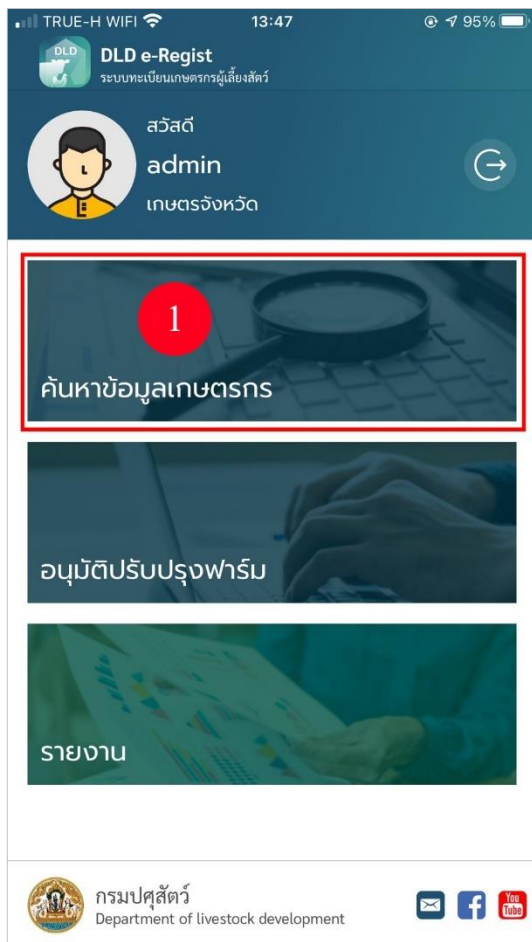 TRUE-H WIFI 13:47 95%
DLD
DLD e-Regist
ระบบทะเบียนเกษตรกรผู้เลี้ยงสัตว์
สวัสดี
admin
เกษตรจังหวัด
1
ค้นหาข้อมูลเกษตรกร
อนุมัติปรับปรุงฟาร์ม
รายงาน
กรมปศุสัตว์
Department of livestock development
You
Tube